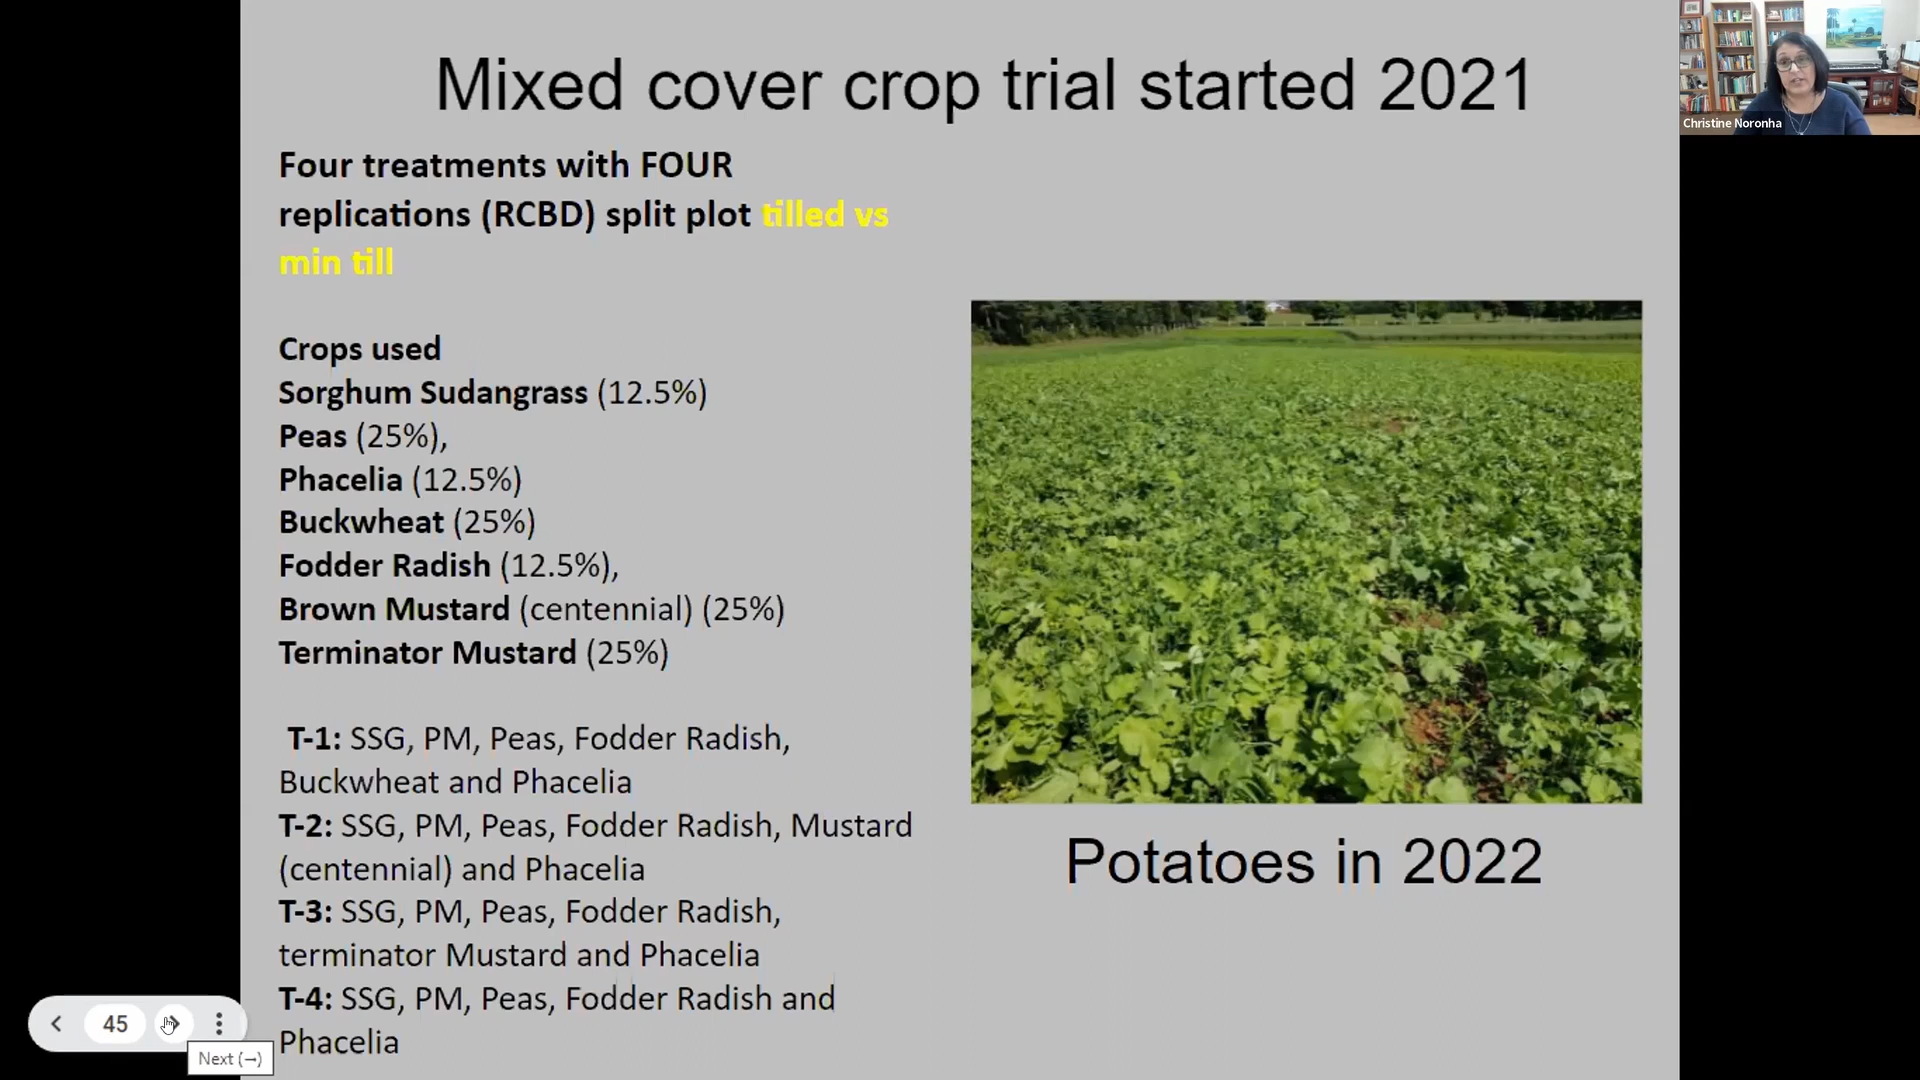 Mixed cover crop trial started 2021
Christine Noronha
Four treatments with FOUR
replications (RCBD) split plot tilled vs
min till
Crops used
Sorghum Sudangrass (12.5%)
Peas (25%),
Phacelia (12.5%)
Buckwheat (25%)
Fodder Radish (12.5%),
Brown Mustard (centennial) (25%)
Terminator Mustard (25%)
T-1: SSG, PM, Peas, Fodder Radish,
Buckwheat and Phacelia
T-2: SSG, PM, Peas, Fodder Radish, Mustard
(centennial) and Phacelia
T-3: SSG, PM, Peas, Fodder Radish,
terminator Mustard and Phacelia
T-4: SSG, PM, Peas, Fodder Radish and
Phacelia
Potatoes in 2022
45
Next (→)